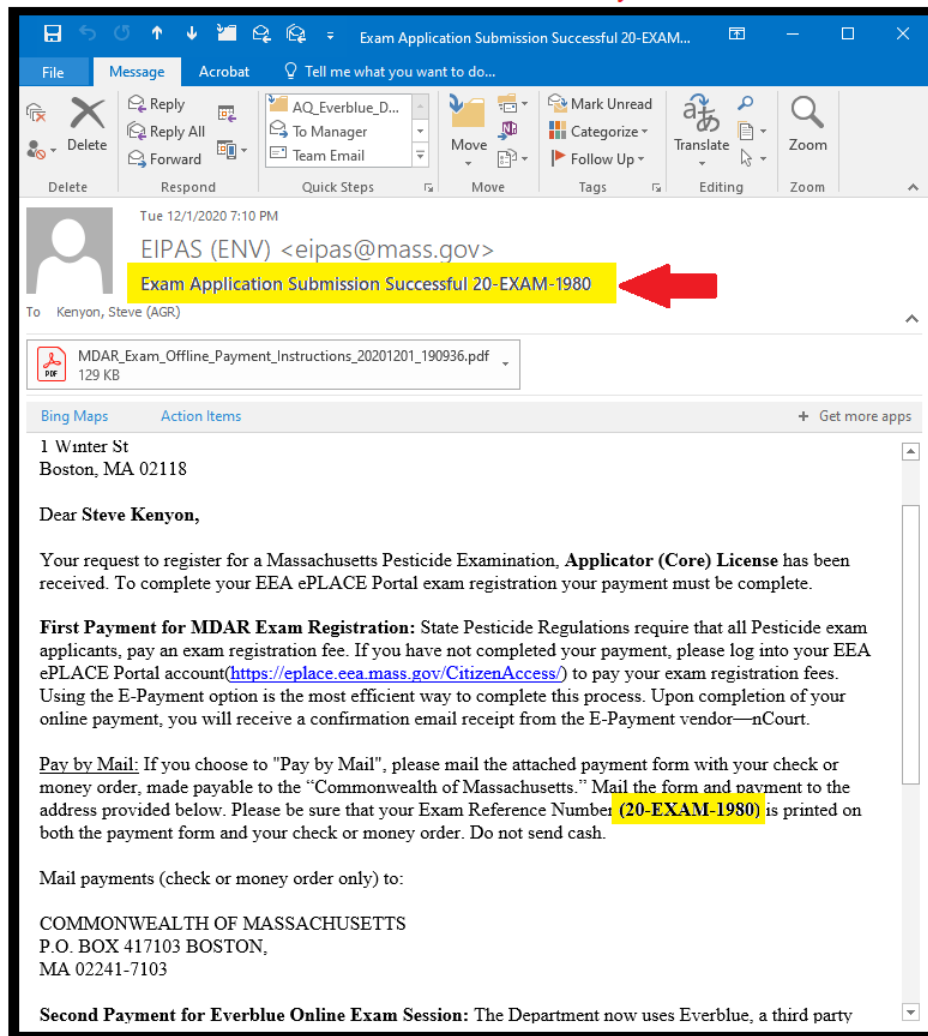 Exam Application Submission Successful 20-EXAM...
File Message Acrobat Tell me what you want to do...
Delete
Reply
Reply All
Forward
AQ_Everblue_D...
To Manager
Team Email
Move
Mark Unread
Categorize
Follow Up
Translate
Zoom
Delete Respond Quick Steps Move Tags Editing Zoom
Tue 12/1/2020 7:10 PM
EIPAS (ENV) <eipas@mass.gov>
Exam Application Submission Successful 20-EXAM-1980
To Kenyon, Steve (AGR)
MDAR_Exam_Offline_Payment_Instructions_20201201_190936.pdf
PDF
129 KB
Bing Maps Action Items + Get more apps
1 Winter St
Boston, MA 02118
Dear Steve Kenyon,
Your request to register for a Massachusetts Pesticide Examination, Applicator (Core) License has been
received. To complete your EEA ePLACE Portal exam registration your payment must be complete.
First Payment for MDAR Exam Registration: State Pesticide Regulations require that all Pesticide exam
applicants, pay an exam registration fee. If you have not completed your payment, please log into your EEA
ePLACE Portal account(https://eplace.eea.mass.gov/CitizenAccess/) to pay your exam registration fees.
Using the E-Payment option is the most efficient way to complete this process. Upon completion of your
online payment, you will receive a confirmation email receipt from the E-Payment vendor—nCourt.
Pay by Mail: If you choose to "Pay by Mail", please mail the attached payment form with your check or
money order, made payable to the “Commonwealth of Massachusetts.” Mail the form and payment to the
address provided below. Please be sure that your Exam Reference Number (20-EXAM-1980) is printed on
both the payment form and your check or money order. Do not send cash.
Mail payments (check or money order only) to:
COMMONWEALTH OF MASSACHUSETTS
P.O. BOX 417103 BOSTON,
MA 02241-7103
Second Payment for Everblue Online Exam Session: The Department now uses Everblue, a third party